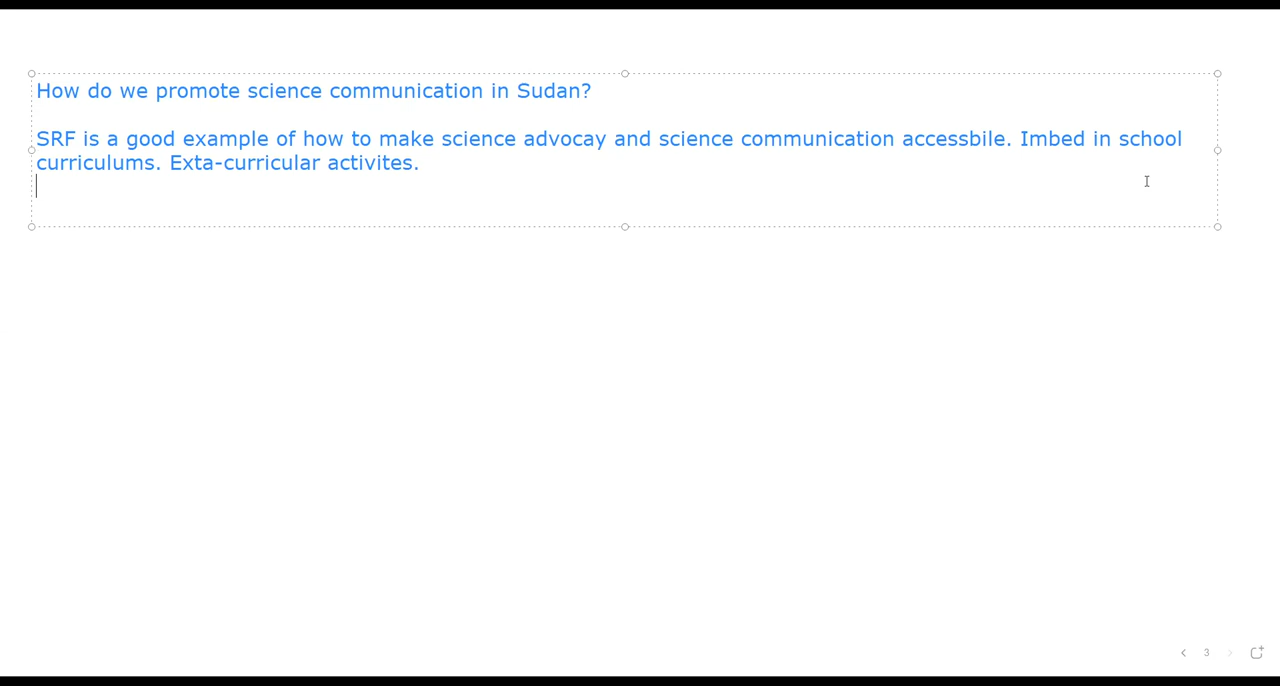 How do we promote science communication in Sudan?
SRF is a good example of how to make science advocay and science communication accessbile. Imbed in school
curriculums. Exta-curricular activites.
3